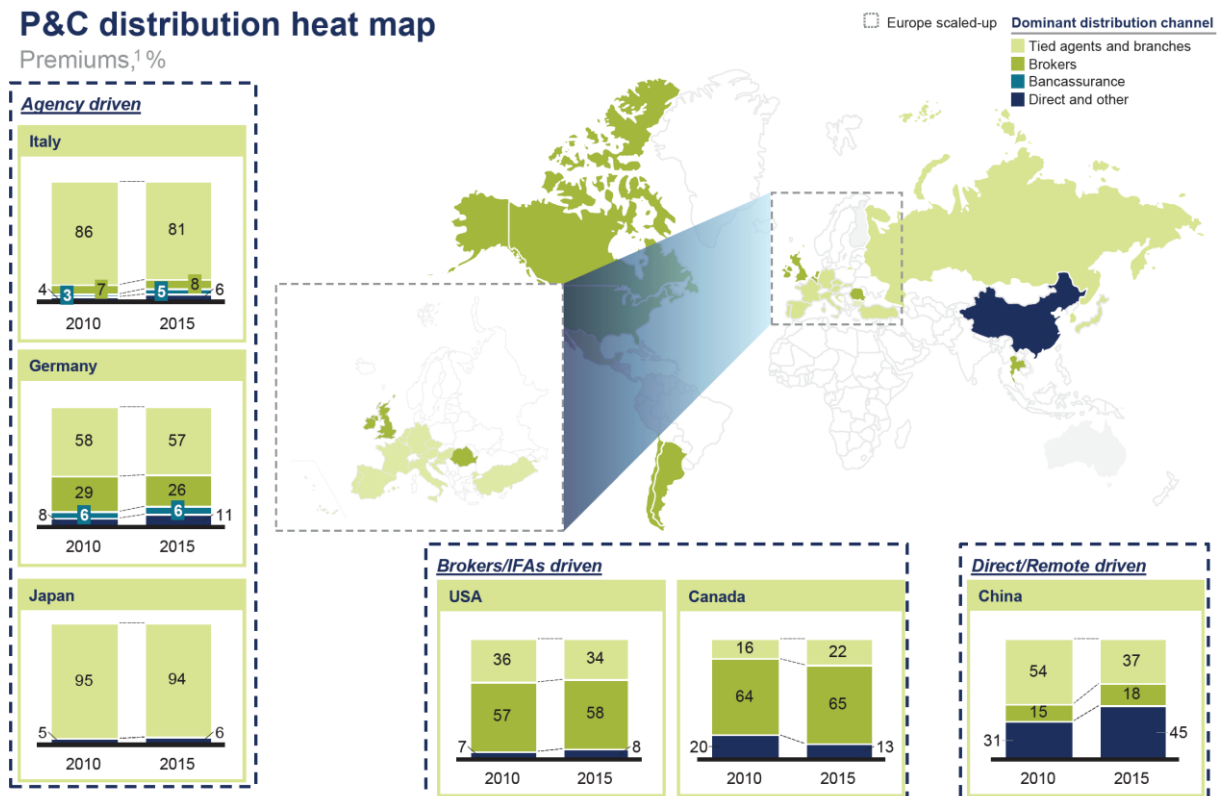 P&C distribution heat map
Premiums,¹ %
Europe scaled-up
Dominant distribution channel
Tied agents and branches
Brokers
Bancassurance
Direct and other
Agency driven
Italy
86 81
7 8
4 3 5 6
2010 2015
Germany
58 57
29 26
8 6 6 11
2010 2015
Japan
95 94
5 6
2010 2015
Brokers/IFAs driven
USA
36 34
57 58
7 8
2010 2015
Canada
16 22
64 65
20 13
2010 2015
Direct/Remote driven
China
54 37
15 18
31 45
2010 2015